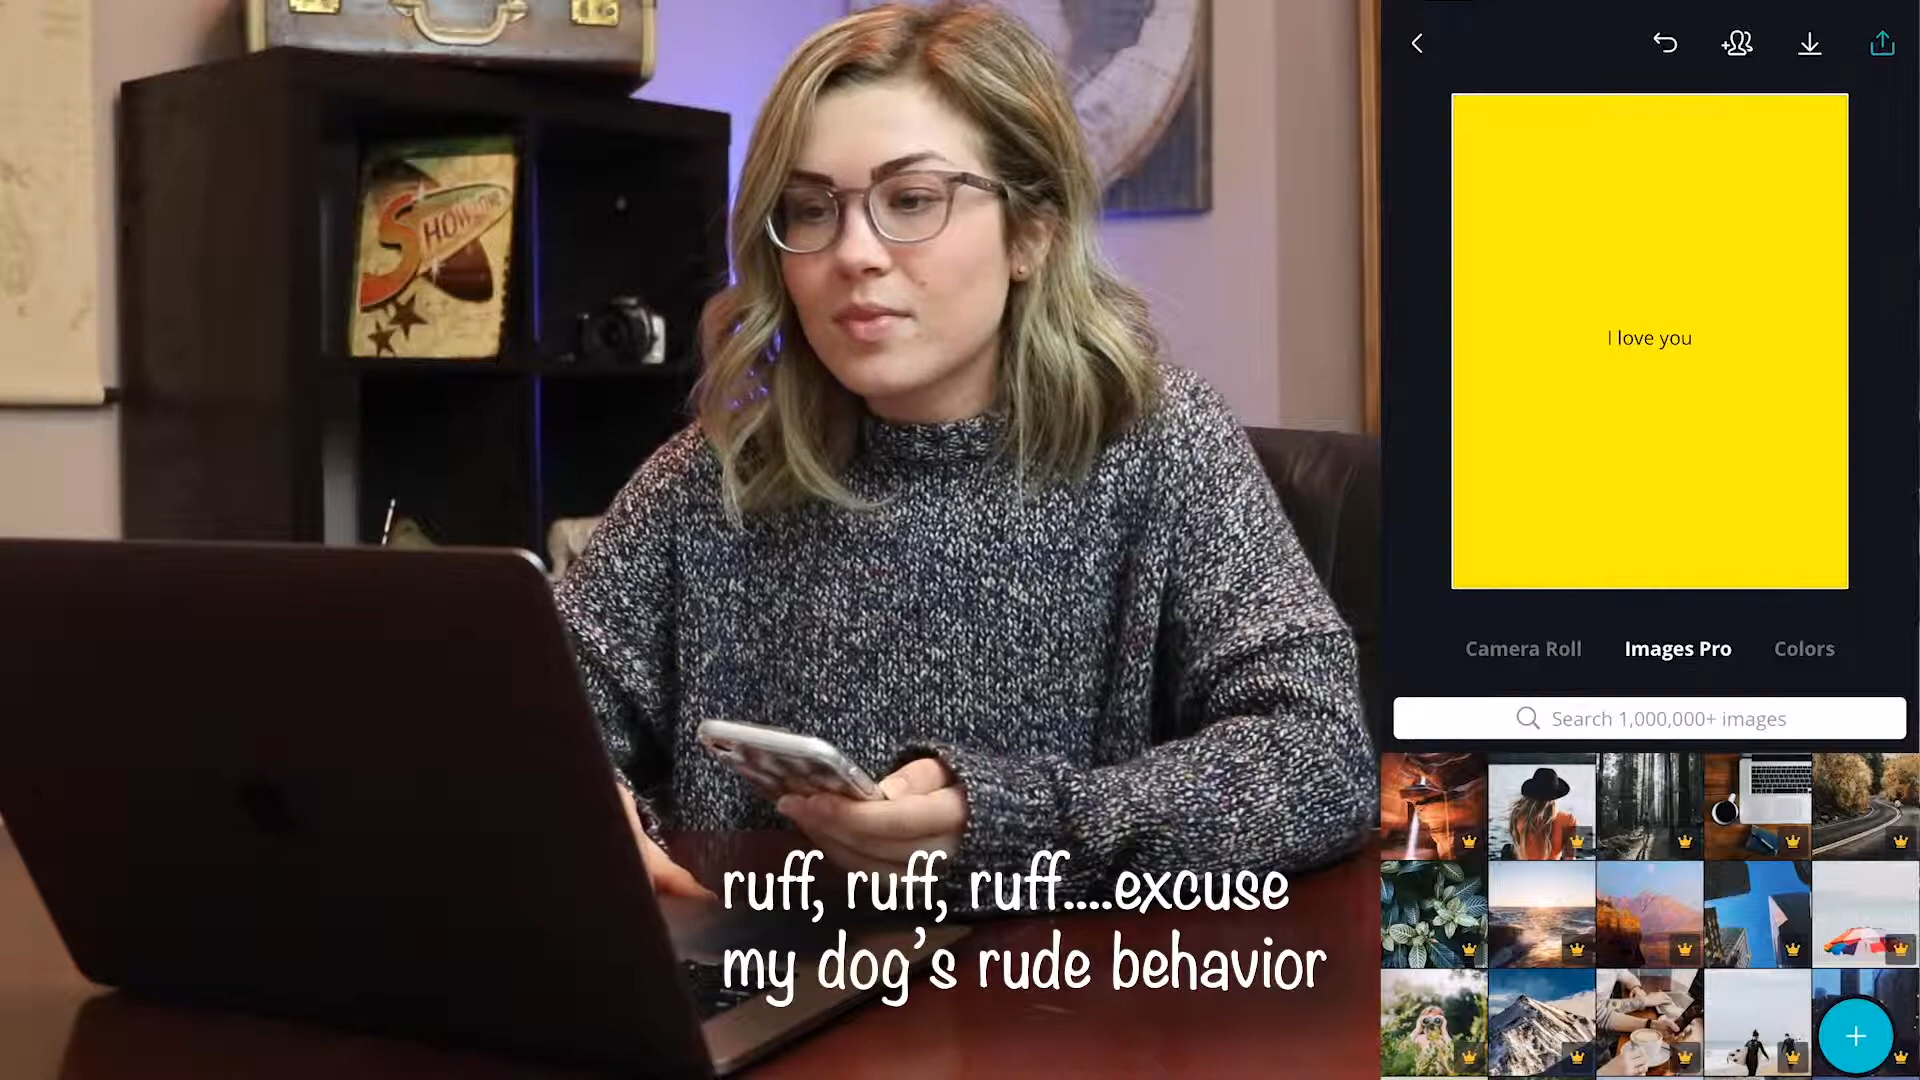 SHOWTIME
I love you
Camera Roll
Images Pro
Colors
Search 1,000,000+ images
ruff, ruff, ruff....excuse
my dog's rude behavior